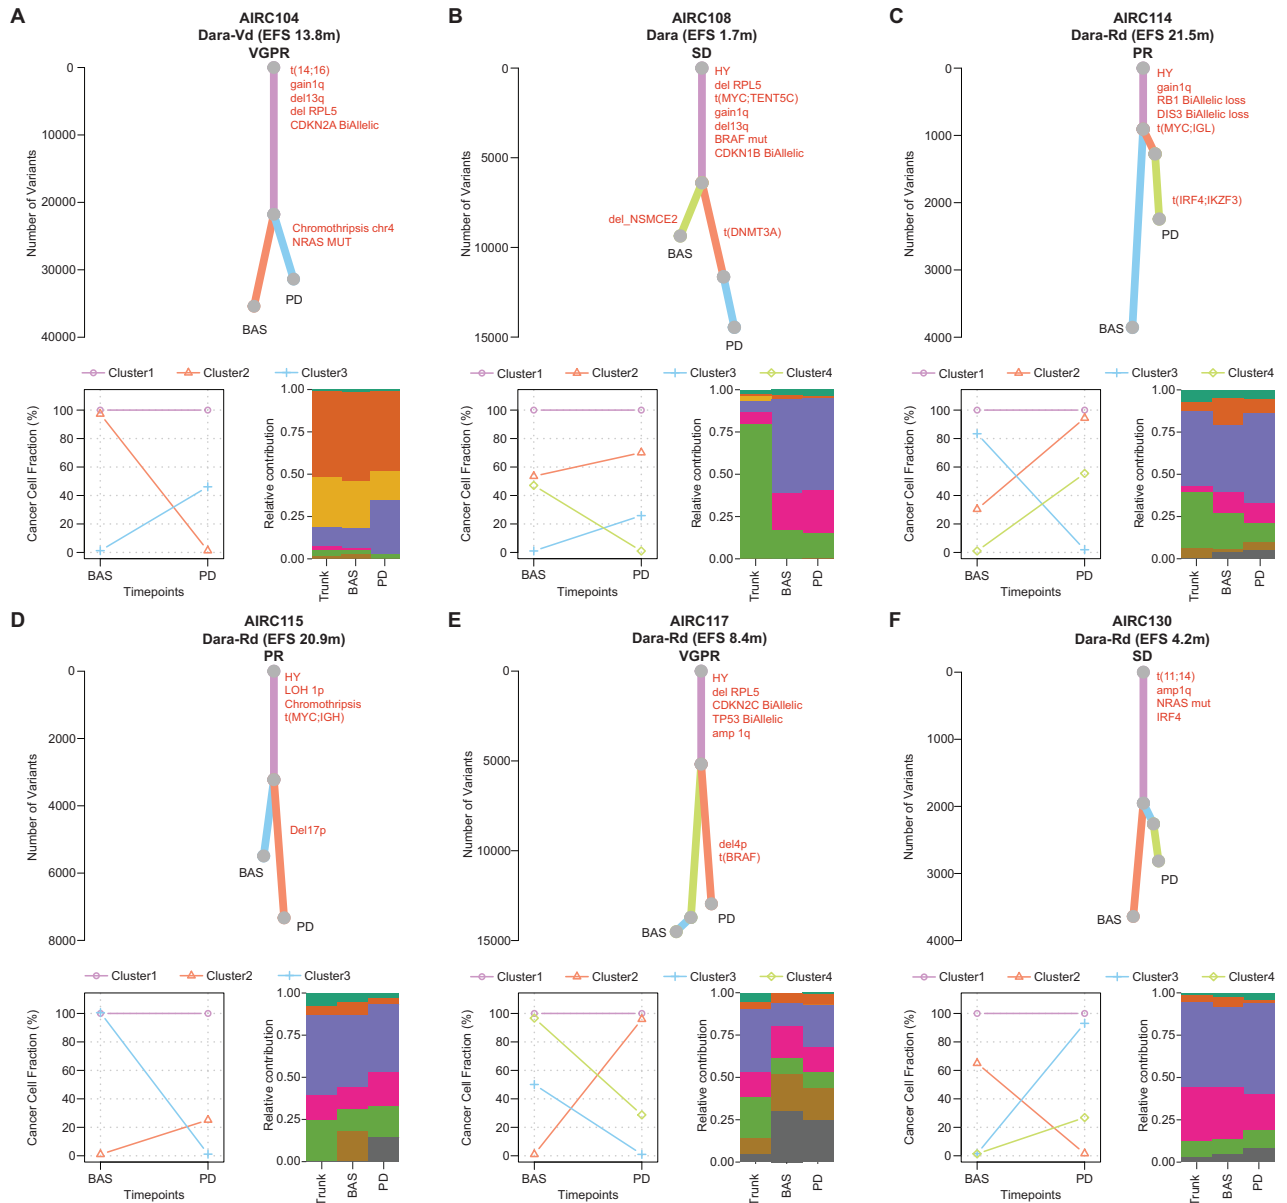 A
AIRC104
Dara-Vd (EFS 13.8m)
VGPR
Number of Variants
0
10000
20000
30000
40000
t(14;16)
gain1q
del13q
del RPL5
CDKN2A BiAllelic
Chromothripsis chr4
NRAS MUT
PD
BAS
Cluster1
Cluster2
Cluster3
Cancer Cell Fraction (%)
100
80
60
40
20
0
BAS
PD
Timepoints
Relative contribution
1.00
0.75
0.50
0.25
0.00
Trunk
BAS
PD
B
AIRC108
Dara (EFS 1.7m)
SD
Number of Variants
0
5000
10000
15000
HY
del RPL5
t(MYC;TENT5C)
gain1q
del13q
BRAF mut
CDKN1B BiAllelic
del_NSMCE2
t(DNMT3A)
BAS
PD
Cluster1
Cluster2
Cluster3
Cluster4
Cancer Cell Fraction (%)
100
80
60
40
20
0
BAS
PD
Timepoints
Relative contribution
1.00
0.75
0.50
0.25
0.00
Trunk
BAS
PD
C
AIRC114
Dara-Rd (EFS 21.5m)
PR
Number of Variants
0
1000
2000
3000
4000
HY
gain1q
RB1 BiAllelic loss
DIS3 BiAllelic loss
t(MYC;IGL)
t(IRF4;IKZF3)
PD
BAS
Cluster1
Cluster2
Cluster3
Cluster4
Cancer Cell Fraction (%)
100
80
60
40
20
0
BAS
PD
Timepoints
Relative contribution
1.00
0.75
0.50
0.25
0.00
Trunk
BAS
PD
D
AIRC115
Dara-Rd (EFS 20.9m)
PR
Number of Variants
0
2000
4000
6000
8000
HY
LOH 1p
Chromothripsis
t(MYC;IGH)
Del17p
BAS
PD
Cluster1
Cluster2
Cluster3
Cancer Cell Fraction (%)
100
80
60
40
20
0
BAS
PD
Timepoints
Relative contribution
1.00
0.75
0.50
0.25
0.00
Trunk
BAS
PD
E
AIRC117
Dara-Rd (EFS 8.4m)
VGPR
Number of Variants
0
5000
10000
15000
HY
del RPL5
CDKN2C BiAllelic
TP53 BiAllelic
amp 1q
del4p
t(BRAF)
PD
BAS
Cluster1
Cluster2
Cluster3
Cluster4
Cancer Cell Fraction (%)
100
80
60
40
20
0
BAS
PD
Timepoints
Relative contribution
1.00
0.75
0.50
0.25
0.00
Trunk
BAS
PD
F
AIRC130
Dara-Rd (EFS 4.2m)
SD
Number of Variants
0
1000
2000
3000
4000
t(11;14)
amp1q
NRAS mut
IRF4
PD
BAS
Cluster1
Cluster2
Cluster3
Cluster4
Cancer Cell Fraction (%)
100
80
60
40
20
0
BAS
PD
Timepoints
Relative contribution
1.00
0.75
0.50
0.25
0.00
Trunk
BAS
PD